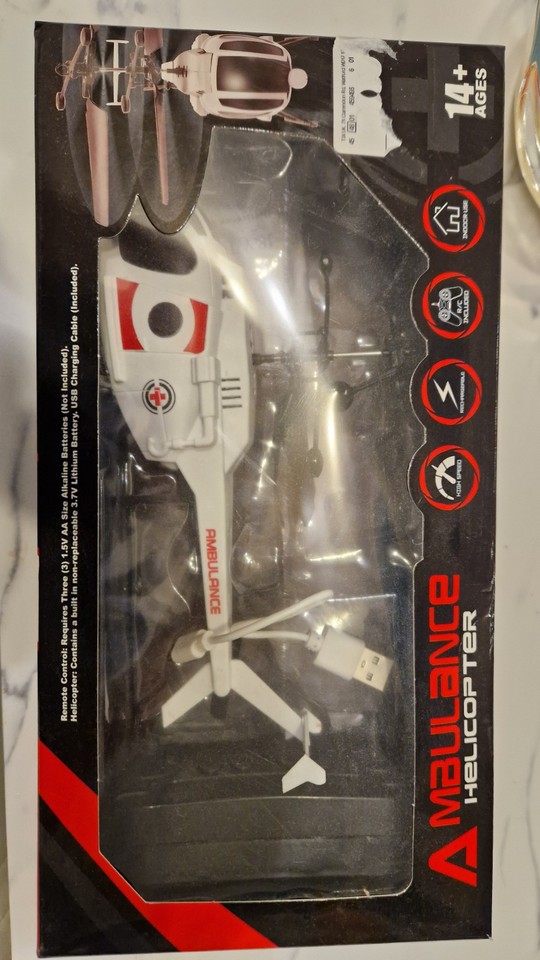 14+
AGES
INDOOR USE
R/C
INCLUDED
RECHARGEABLE
HIGH SPEED
AMBULANCE
HELICOPTER
AMBULANCE
Remote Control: Requires Three (3) 1.5V AA Size Alkaline Batteries (Not Included).
Helicopter: Contains a built in non-replaceable 3.7V Lithium Battery, USB Charging Cable (Included).